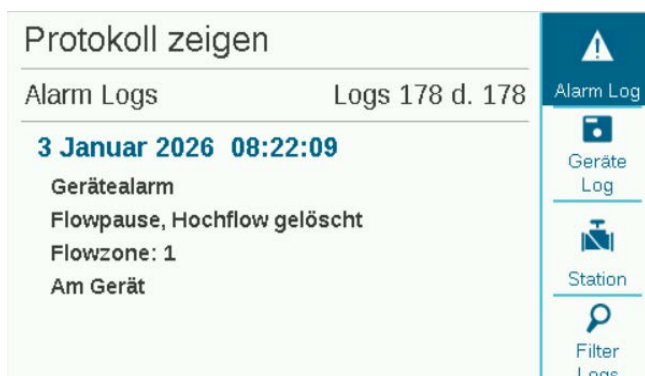 Protokoll zeigen
Alarm Logs Logs 178 d. 178
3 Januar 2026 08:22:09
Gerätealarm
Flowpause, Hochflow gelöscht
Flowzone: 1
Am Gerät
Alarm Log
Geräte
Log
Station
Filter
Logs